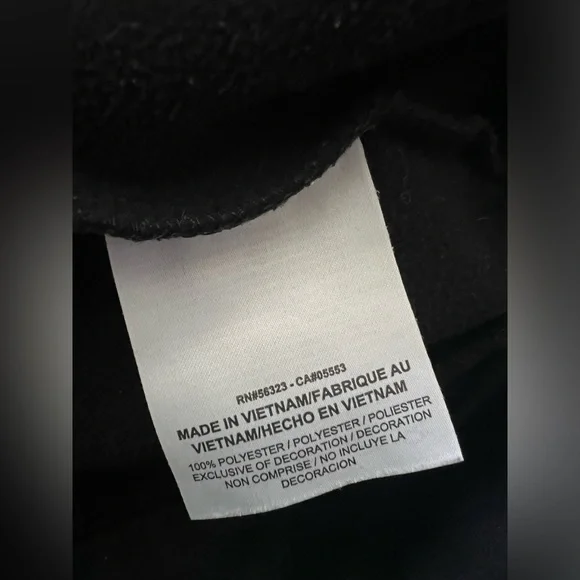 RN#56323 - CA#05553
MADE IN VIETNAM/FABRIQUE AU
VIETNAM/HECHO EN VIETNAM
100% POLYESTER / POLYESTER / POLIESTER
EXCLUSIVE OF DECORATION / DECORATION
NON COMPRISE / NO INCLUYE LA
DECORACION